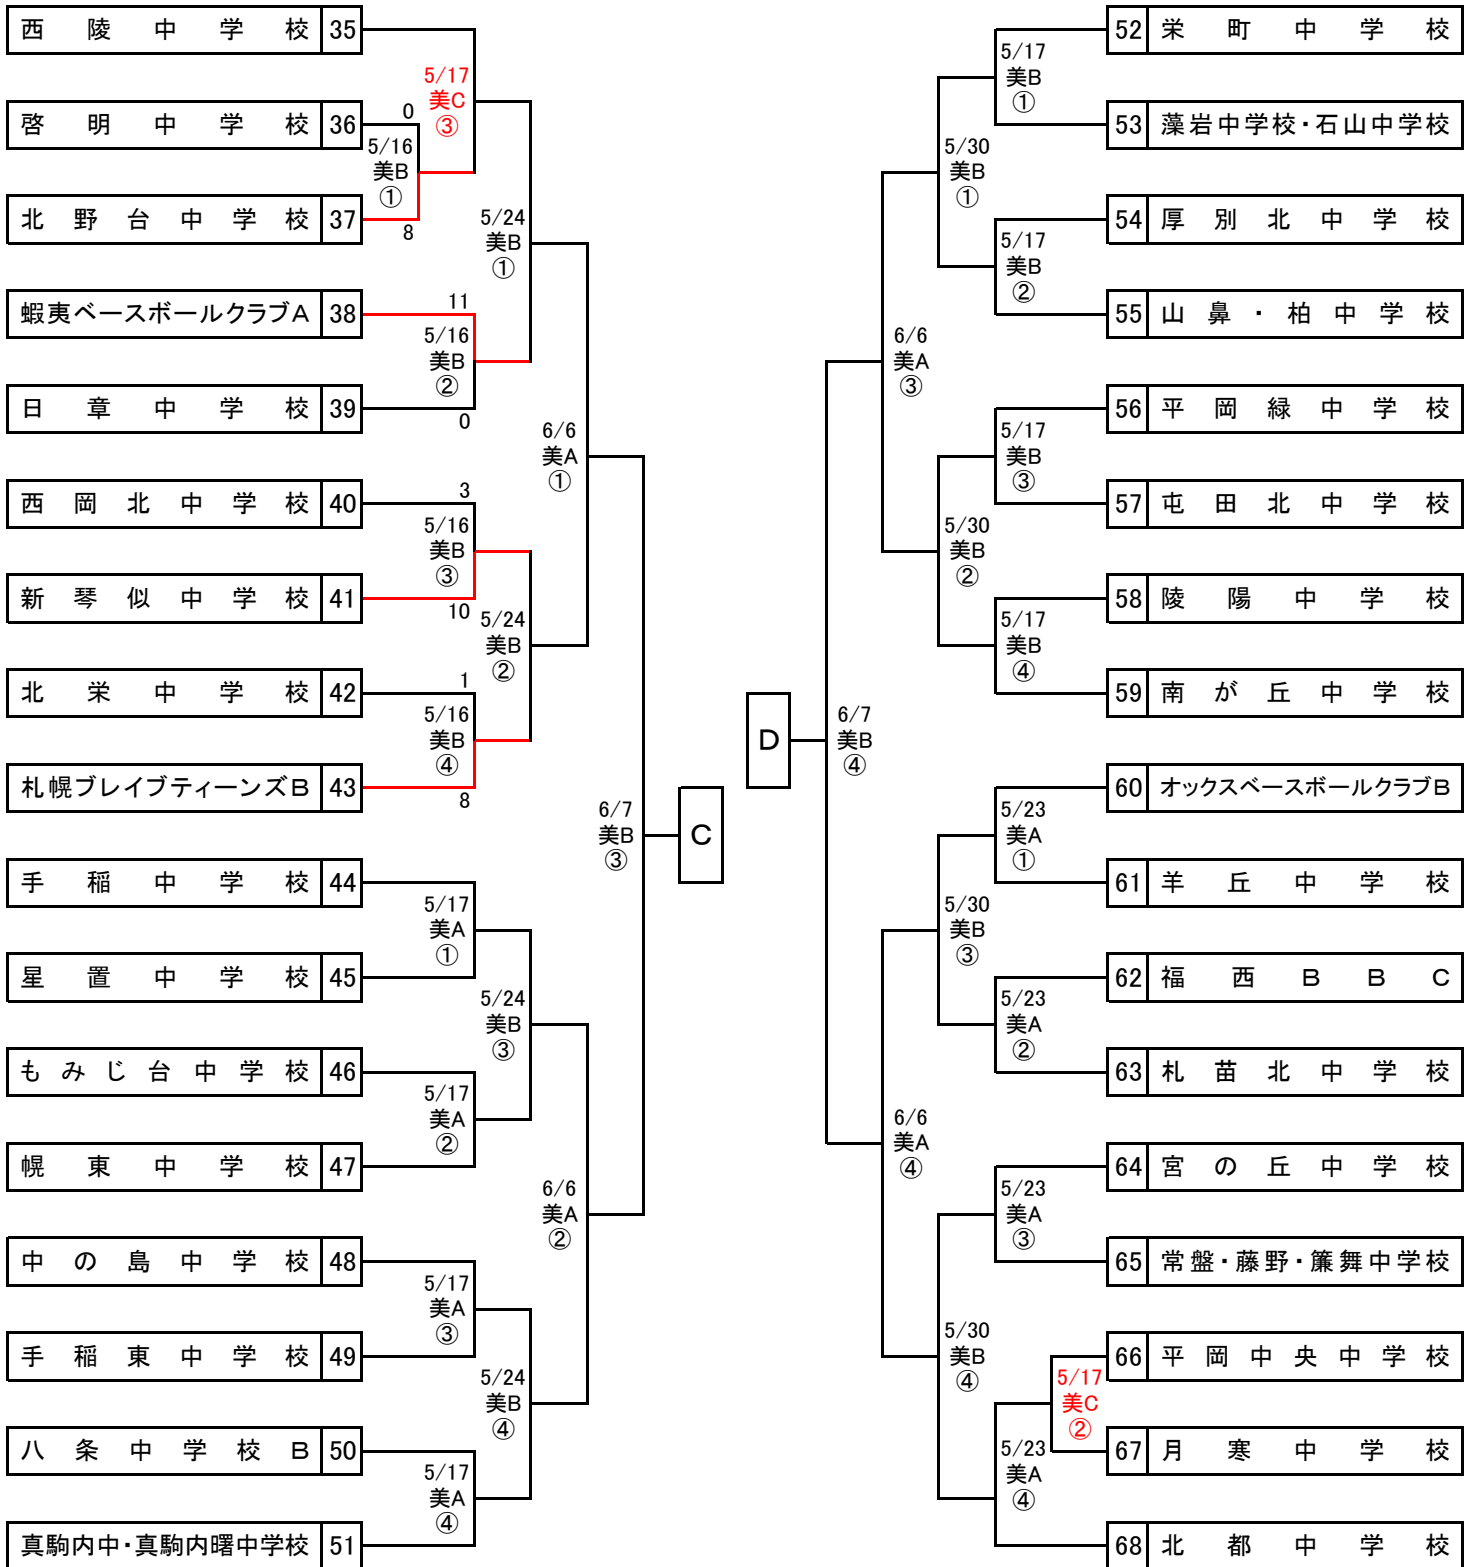 西陵中学校 35
5/17
美C
③
啓明中学校 36
0
5/16
美B
①
北野台中学校 37
8
5/24
美B
①
蝦夷ベースボールクラブA 38
11
5/16
美B
②
日章中学校 39
0
6/6
美A
①
西岡北中学校 40
3
5/16
美B
③
新琴似中学校 41
10
5/24
美B
②
北栄中学校 42
1
5/16
美B
④
札幌ブレイブティーンズB 43
8
6/7
美B
③
C
手稲中学校 44
5/17
美A
①
星置中学校 45
5/24
美B
③
もみじ台中学校 46
5/17
美A
②
幌東中学校 47
6/6
美A
②
中の島中学校 48
5/17
美A
③
手稲東中学校 49
5/24
美B
④
八条中学校B 50
5/17
美A
④
真駒内中・真駒内曙中学校 51
52 栄町中学校
5/17
美B
①
53 藻岩中学校・石山中学校
5/30
美B
①
54 厚別北中学校
5/17
美B
②
55 山鼻・柏中学校
6/6
美A
③
56 平岡緑中学校
5/17
美B
③
57 屯田北中学校
5/30
美B
②
58 陵陽中学校
5/17
美B
④
59 南が丘中学校
D
6/7
美B
④
60 オックスベースボールクラブB
5/23
美A
①
61 羊丘中学校
5/30
美B
③
62 福西BBC
5/23
美A
②
63 札苗北中学校
6/6
美A
④
64 宮の丘中学校
5/23
美A
③
65 常盤・藤野・簾舞中学校
5/30
美B
④
66 平岡中央中学校
5/17
美C
②
67 月寒中学校
5/23
美A
④
68 北都中学校